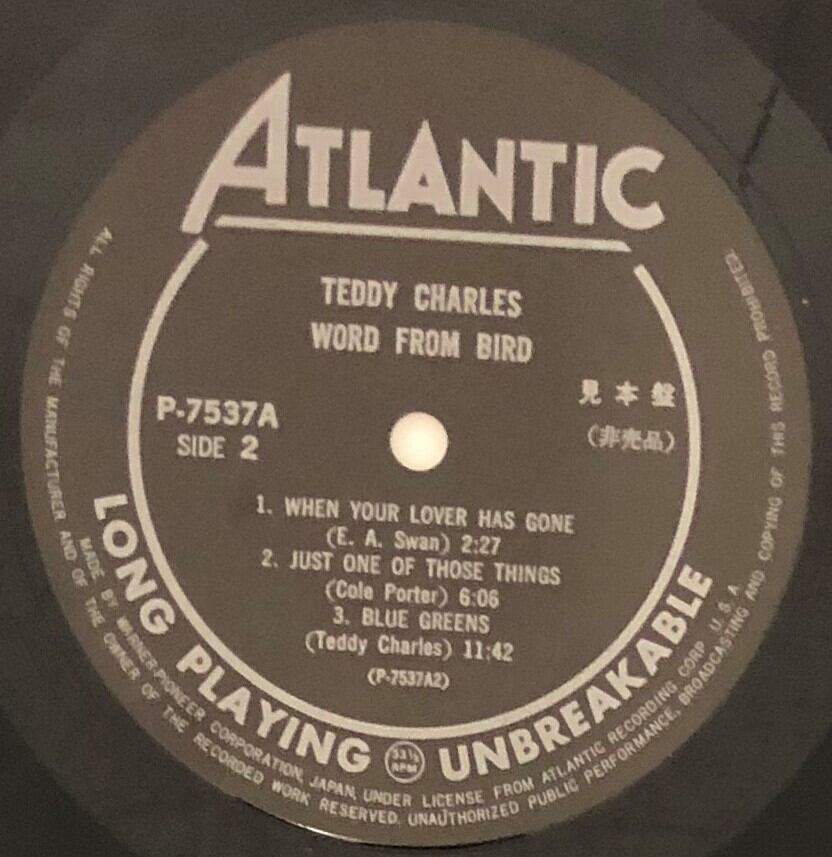 ATLANTIC
TEDDY CHARLES
WORD FROM BIRD
P-7537A
SIDE 2
見本盤
(非売品)
1. WHEN YOUR LOVER HAS GONE
(E. A. Swan) 2:27
2. JUST ONE OF THOSE THINGS
(Cole Porter) 6:06
3. BLUE GREENS
(Teddy Charles) 11:42
(P-7537A2)
LONG PLAYING 33⅓ RPM UNBREAKABLE
MADE BY WARNER-PIONEER CORPORATION, JAPAN, UNDER LICENSE FROM ATLANTIC RECORDING CORP. U.S.A.
ALL RIGHTS OF THE MANUFACTURER AND OF THE OWNER OF THE RECORDED WORK RESERVED. UNAUTHORIZED PUBLIC PERFORMANCE, BROADCASTING AND COPYING OF THIS RECORD PROHIBITED.